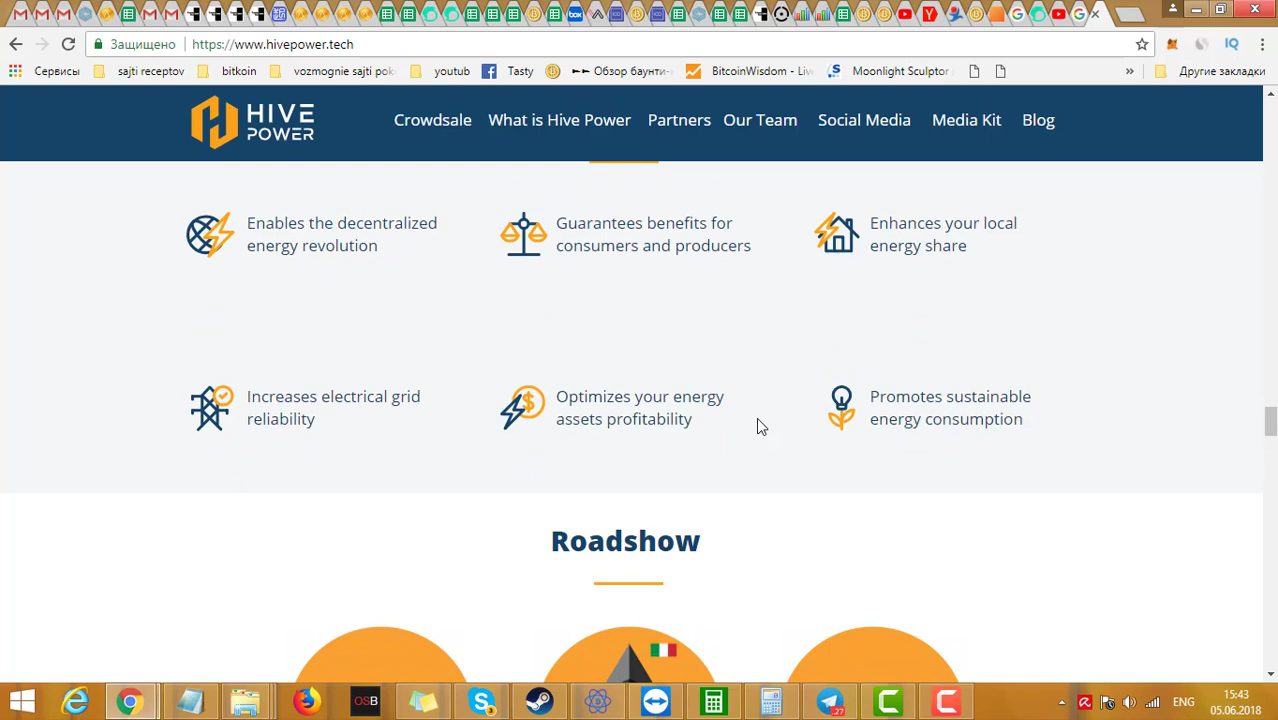 Защищено https://www.hivepower.tech
Сервисы sajti receptov bitkoin vozmognie sajti pok youtub Tasty ►► Обзор баунти- BitcoinWisdom - Live Moonlight Sculptor » Другие закладки
HIVE
POWER
Crowdsale What is Hive Power Partners Our Team Social Media Media Kit Blog
Enables the decentralized
energy revolution
Guarantees benefits for
consumers and producers
Enhances your local
energy share
Increases electrical grid
reliability
Optimizes your energy
assets profitability
Promotes sustainable
energy consumption
Roadshow
OSB
ENG
15:43
05.06.2018